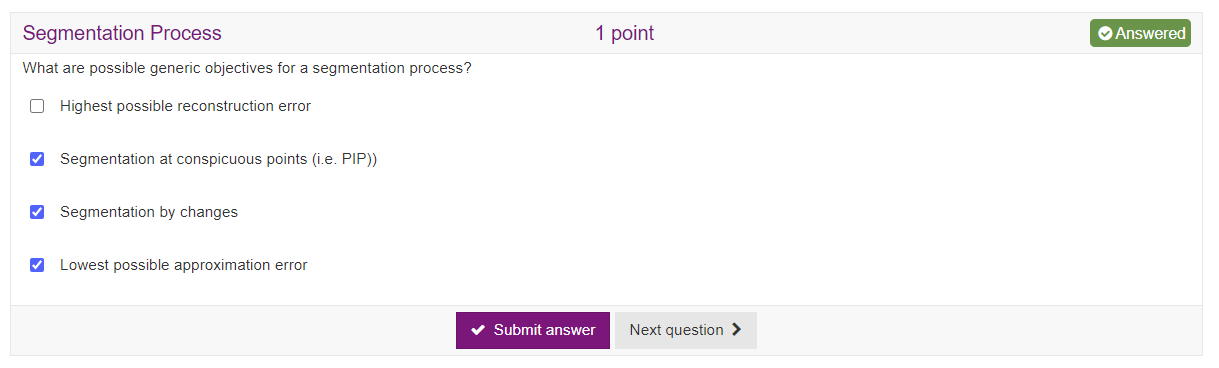 Segmentation Process 1 point Answered
What are possible generic objectives for a segmentation process?
Highest possible reconstruction error
Segmentation at conspicuous points (i.e. PIP))
Segmentation by changes
Lowest possible approximation error
Submit answer Next question